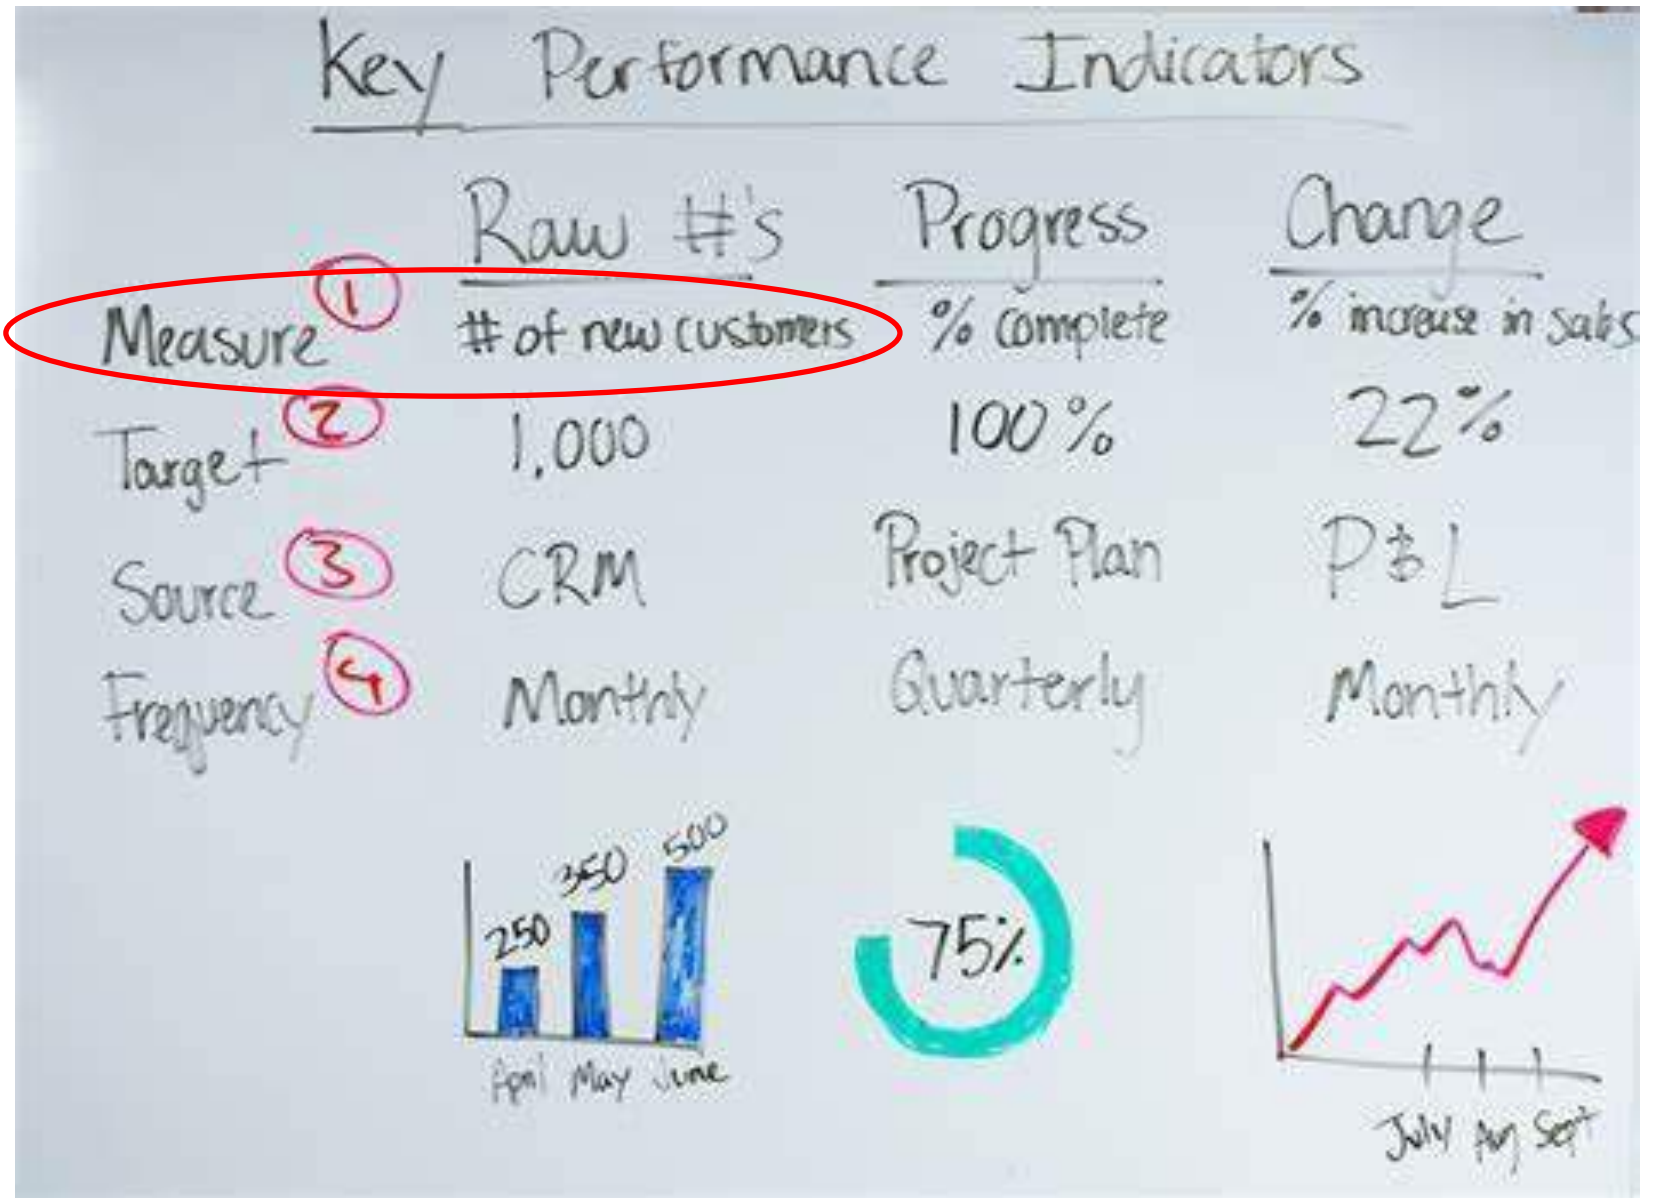 Key Performance Indicators
Raw #'s Progress Change
Measure 1 # of new customers % complete % increase in sales
Target 2 1,000 100% 22%
Source 3 CRM Project Plan P & L
Frequency 4 Monthly Quarterly Monthly
250 350 500
75%
April May June
July Aug Sept